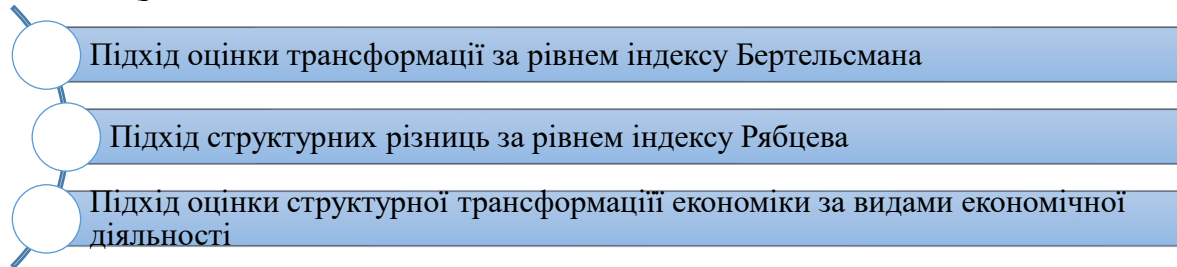 Підхід оцінки трансформації за рівнем індексу Бертельсмана
Підхід структурних різниць за рівнем індексу Рябцева
Підхід оцінки структурної трансформаціїї економіки за видами економічної
діяльності